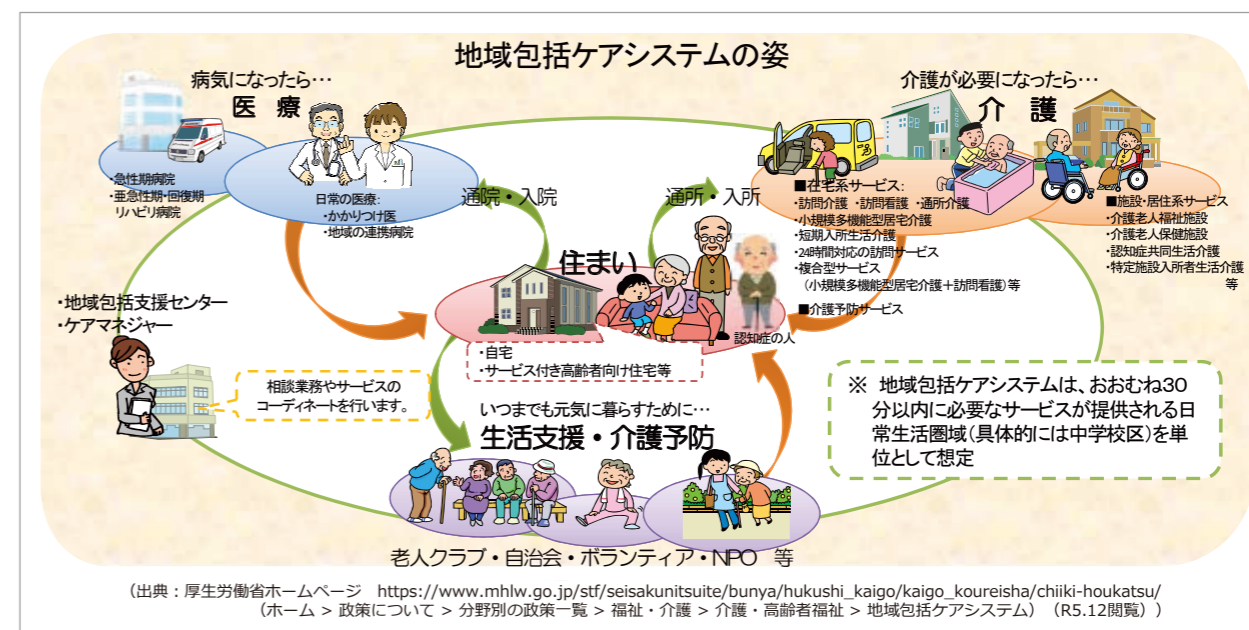 地域包括ケアシステムの姿
病気になったら…
医 療
・急性期病院
・亜急性期・回復期
リハビリ病院
日常の医療:
・かかりつけ医
・地域の連携病院
通院・入院
通所・入所
介護が必要になったら…
介 護
■在宅系サービス:
・訪問介護 ・訪問看護 ・通所介護
・小規模多機能型居宅介護
・短期入所生活介護
・24時間対応の訪問サービス
・複合型サービス
(小規模多機能型居宅介護+訪問看護)等
■介護予防サービス
■施設・居住系サービス
・介護老人福祉施設
・介護老人保健施設
・認知症共同生活介護
・特定施設入所者生活介護
等
住まい
認知症の人
・自宅
・サービス付き高齢者向け住宅等
・地域包括支援センター
・ケアマネジャー
相談業務やサービスの
コーディネートを行います。
いつまでも元気に暮らすために…
生活支援・介護予防
老人クラブ・自治会・ボランティア・NPO 等
※ 地域包括ケアシステムは、おおむね30
分以内に必要なサービスが提供される日
常生活圏域(具体的には中学校区)を単
位として想定
(出典:厚生労働省ホームページ https://www.mhlw.go.jp/stf/seisakunitsuite/bunya/hukushi_kaigo/kaigo_koureisha/chiiki-houkatsu/
(ホーム > 政策について > 分野別の政策一覧 > 福祉・介護 > 介護・高齢者福祉 > 地域包括ケアシステム)(R5.12閲覧))